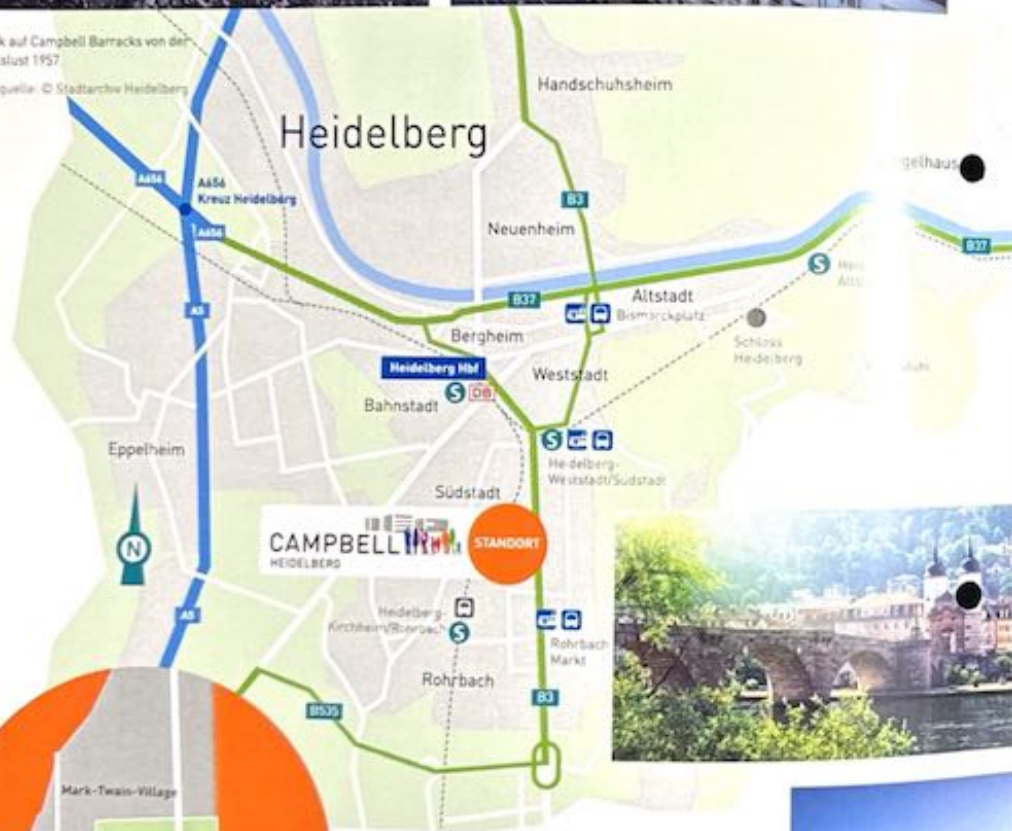 k auf Campbell Barracks von der
slust 1957
quelle: © Stadtarchiv Heidelberg
Handschuhsheim
Heidelberg
gelhaus
A656
A656
Kreuz Heidelberg
B3
A656
Neuenheim
B37
S
B37
Altstadt
Bismarckplatz
A5
Bergheim
Schloss
Heidelberg
Heidelberg Hbf
Weststadt
S DB
Bahnstadt
S
Eppelheim
Heidelberg-
Weststadt/Südstadt
Südstadt
N
CAMPBELL
HEIDELBERG
STANDORT
A5
Heidelberg-
Kirchheim/Rohrbach
S
Rohrbach
Markt
Rohrbach
B3
B535
Mark-Twain-Village